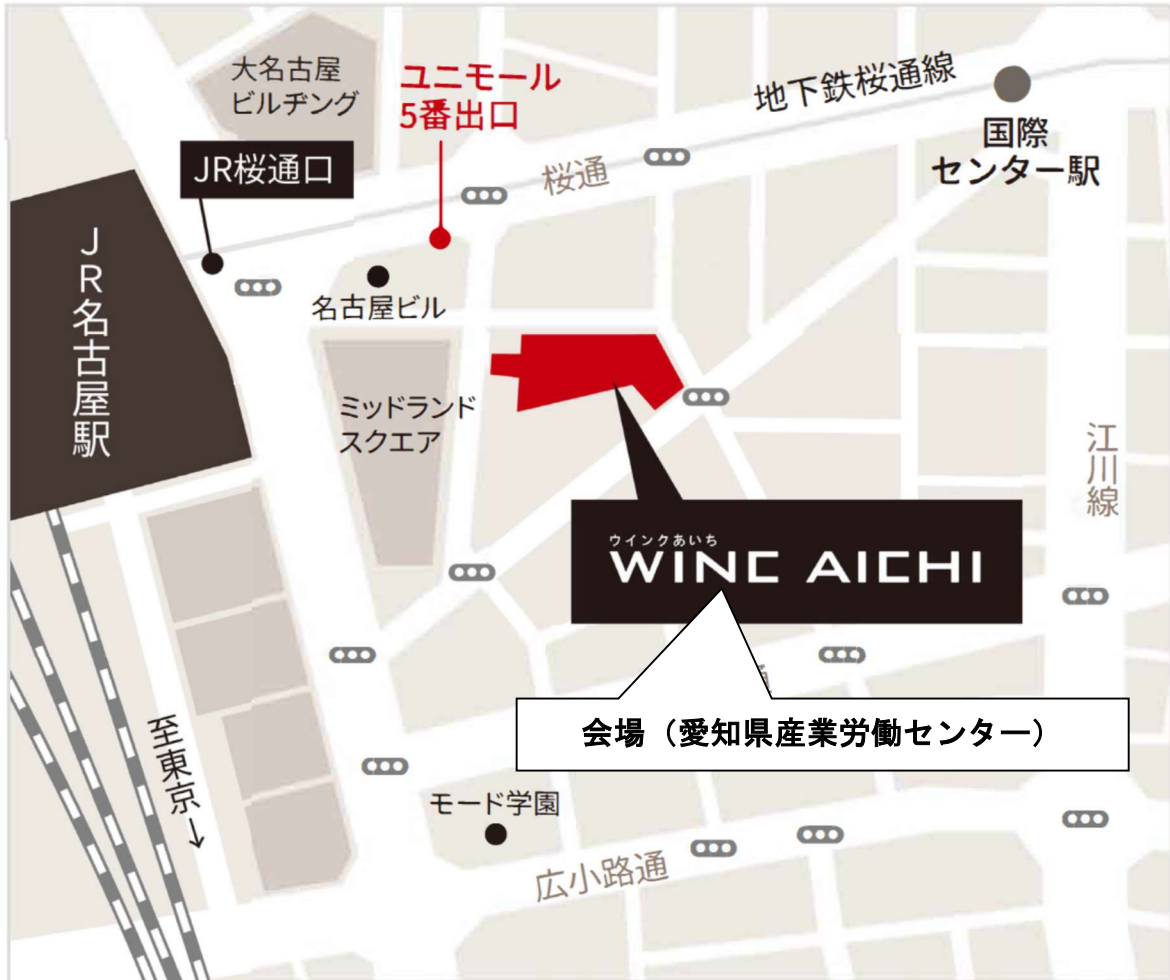 大名古屋
ビルヂング
ユニモール
5番出口
地下鉄桜通線
国際
センター駅
JR桜通口
桜通
JR名古屋駅
名古屋ビル
ミッドランド
スクエア
江川線
ウインクあいち
WINC AICHI
会場（愛知県産業労働センター）
至東京→
モード学園
広小路通